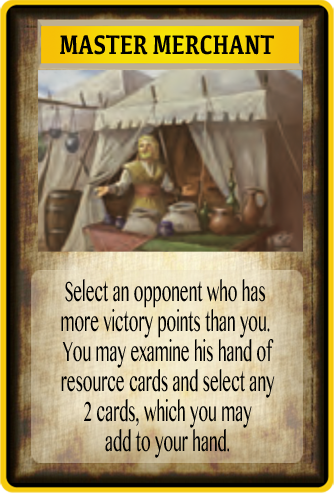 MASTER MERCHANT
Select an opponent who has
more victory points than you.
You may examine his hand of
resource cards and select any
2 cards, which you may
add to your hand.